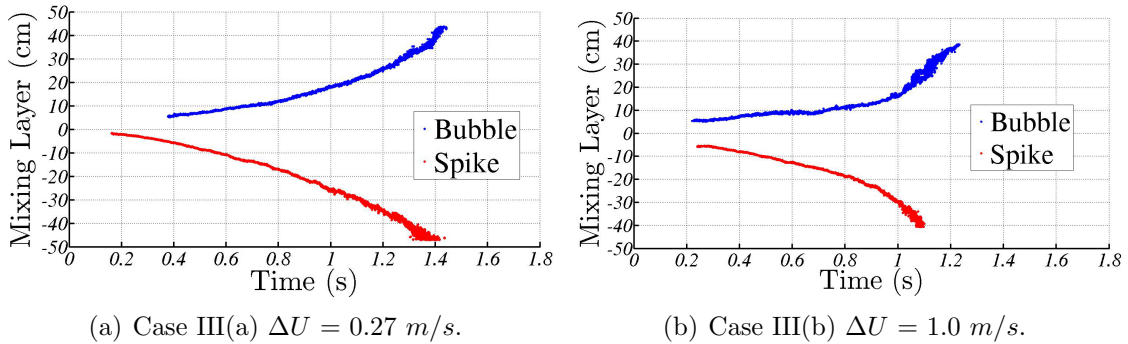 Mixing Layer (cm)
50
40
30
20
10
0
-10
-20
-30
-40
-50
0 0.2 0.4 0.6 0.8 1 1.2 1.4 1.6 1.8
Time (s)
Bubble
Spike
(a) Case III(a) ΔU = 0.27 m/s.
Mixing Layer (cm)
50
40
30
20
10
0
-10
-20
-30
-40
-50
0 0.2 0.4 0.6 0.8 1 1.2 1.4 1.6 1.8
Time (s)
Bubble
Spike
(b) Case III(b) ΔU = 1.0 m/s.